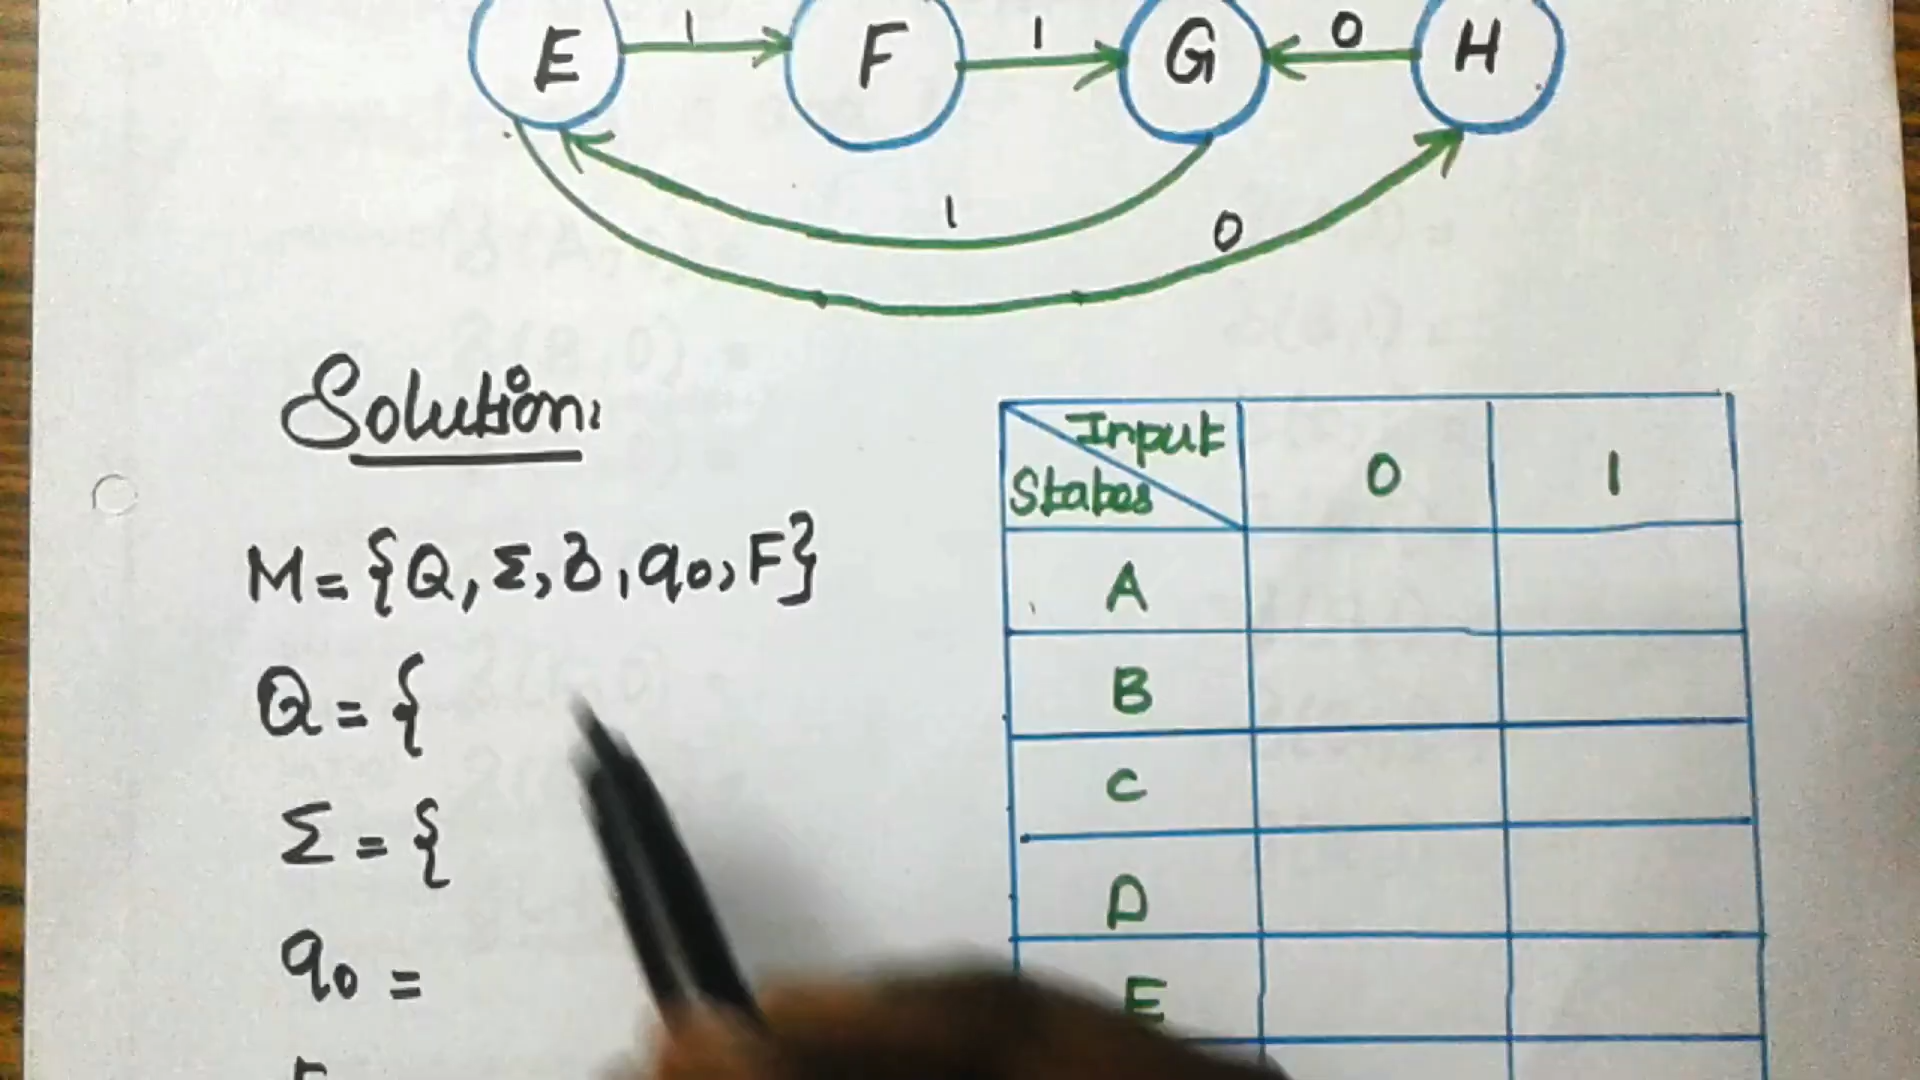 E 1 F 1 G 0 H
1
0
Solution:
M = {Q, Σ, δ, q0, F}
Q = {
Σ = {
q0 =
Input
States
0 1
A
B
C
D
E